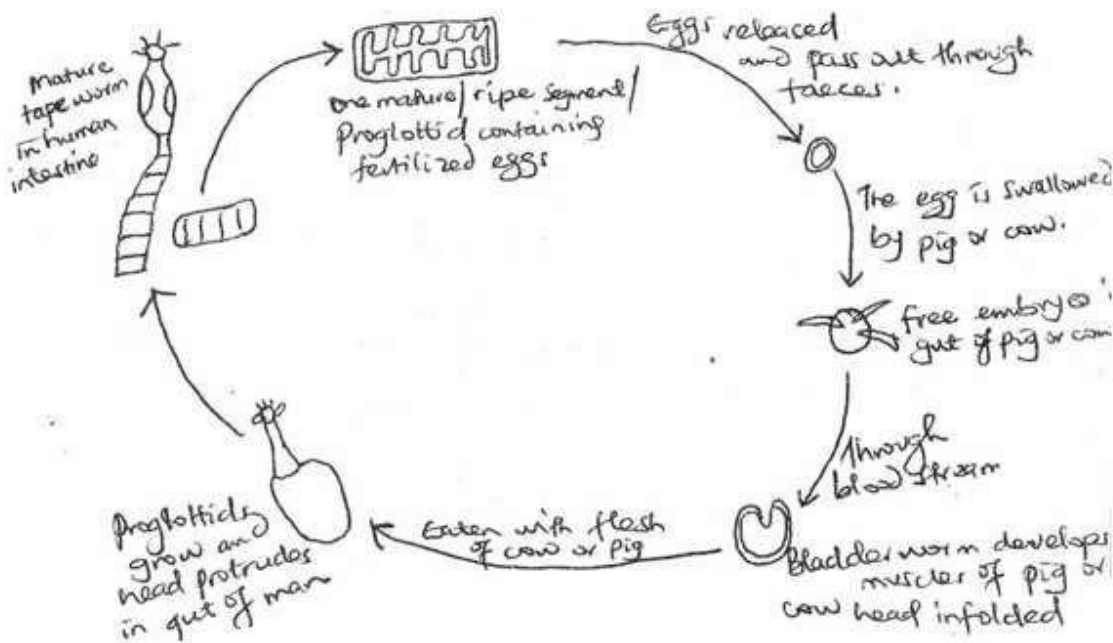 Mature
tape worm
in human
intestine
one mature/ripe segment/
Proglottid containing
fertilized eggs
Eggs released
and pass out through
faeces.
The egg is swallowed
by pig or cow.
free embryo
gut of pig or cow
Through
blood stream
Bladder worm develops
muscles of pig or
cow head infolded
Eaten with flesh
of cow or pig
Proglottids
grow and
head protrudes
in gut of man